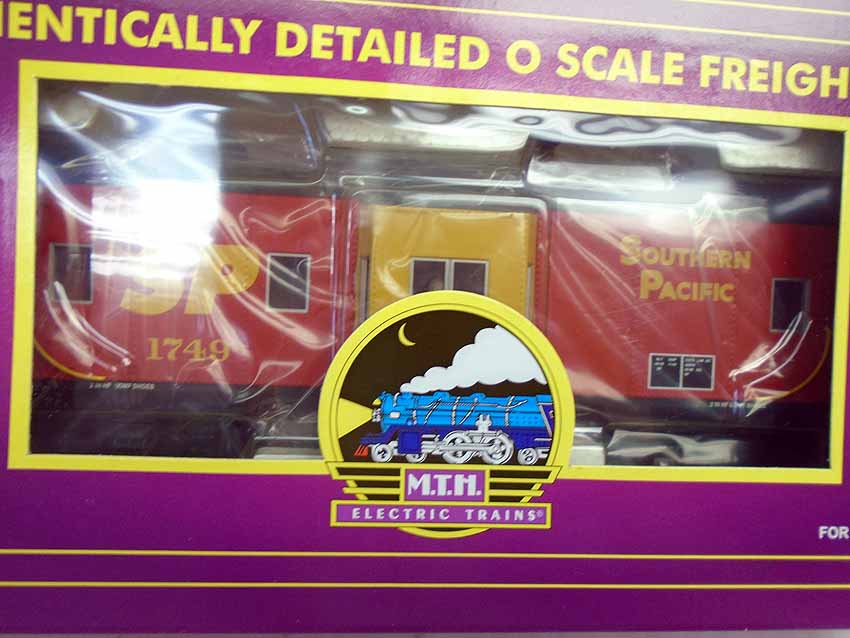 ENTICALLY DETAILED O SCALE FREIGH
SP
1749
SOUTHERN
PACIFIC
M.T.H.
ELECTRIC TRAINS®
FOR